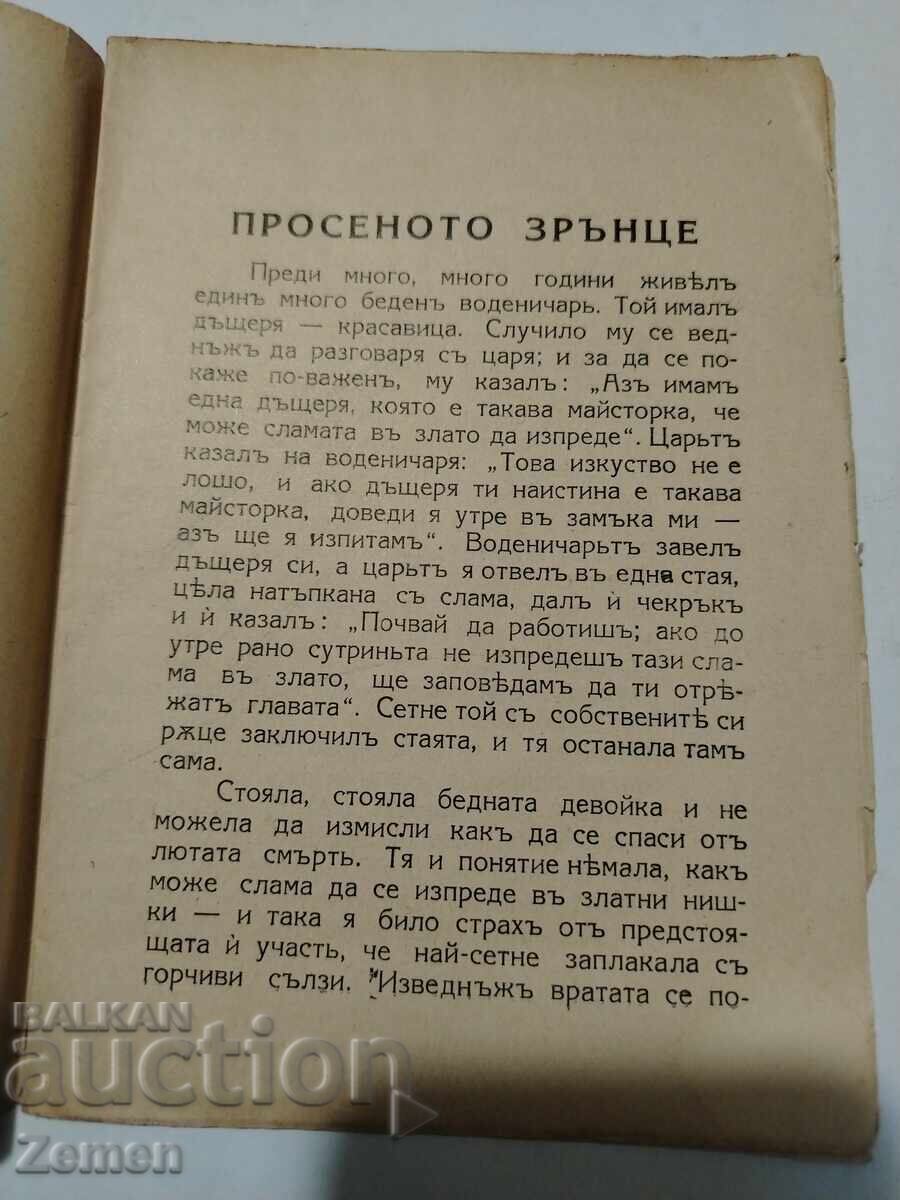 ПРОСЕНОТО ЗРЪНЦЕ
Преди много, много години живѣлъ
единъ много беденъ воденичарь. Той ималъ
дъщеря — красавица. Случило му се вед-
нъжъ да разговаря съ царя; и за да се по-
каже по-важенъ, му казалъ: „Азъ имамъ
една дъщеря, която е такава майсторка, че
може сламата въ злато да изпреде“. Царьтъ
казалъ на воденичаря: „Това изкуство не е
лошо, и ако дъщеря ти наистина е такава
майсторка, доведи я утре въ замъка ми —
азъ ще я изпитамъ“. Воденичарьтъ завелъ
дъщеря си, а царьтъ я отвелъ въ една стая,
цѣла натъпкана съ слама, далъ ѝ чекръкъ
и ѝ казалъ: „Почвай да работишъ; ако до
утре рано сутриньта не изпредешъ тази сла-
ма въ злато, ще заповѣдамъ да ти отрѣ-
жатъ главата“. Сетне той съ собственитѣ си
рѫце заключилъ стаята, и тя останала тамъ
сама.
Стояла, стояла бедната девойка и не
можела да измисли какъ да се спаси отъ
лютата смърть. Тя и понятие нѣмала, какъ
може слама да се изпреде въ златни ниш-
ки — и така я било страхъ отъ предстоя-
щата ѝ участь, че най-сетне заплакала съ
горчиви сълзи. Изведнъжъ вратата се по-
BALKAN
auction
Zemen